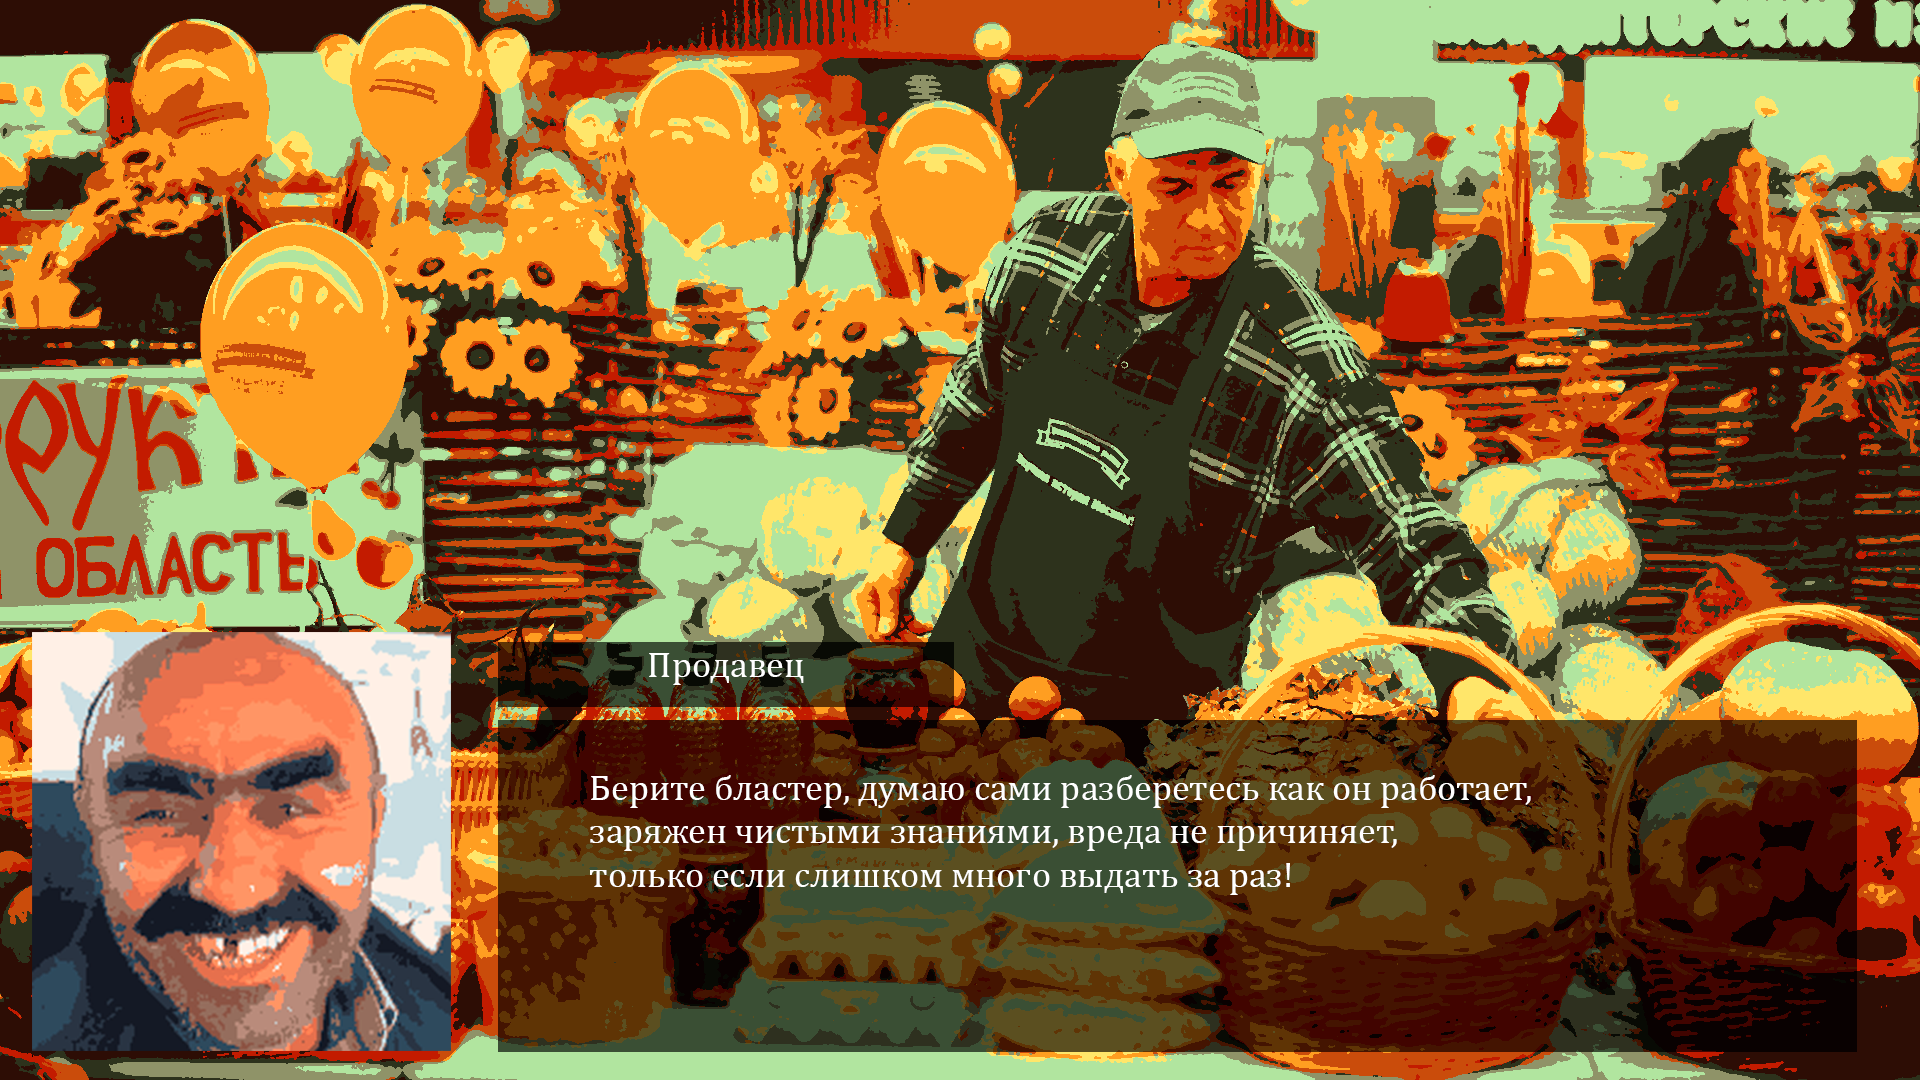 РУК
ОБЛАСТЬ
Продавец
Берите бластер, думаю сами разберетесь как он работает,
заряжен чистыми знаниями, вреда не причиняет,
только если слишком много выдать за раз!